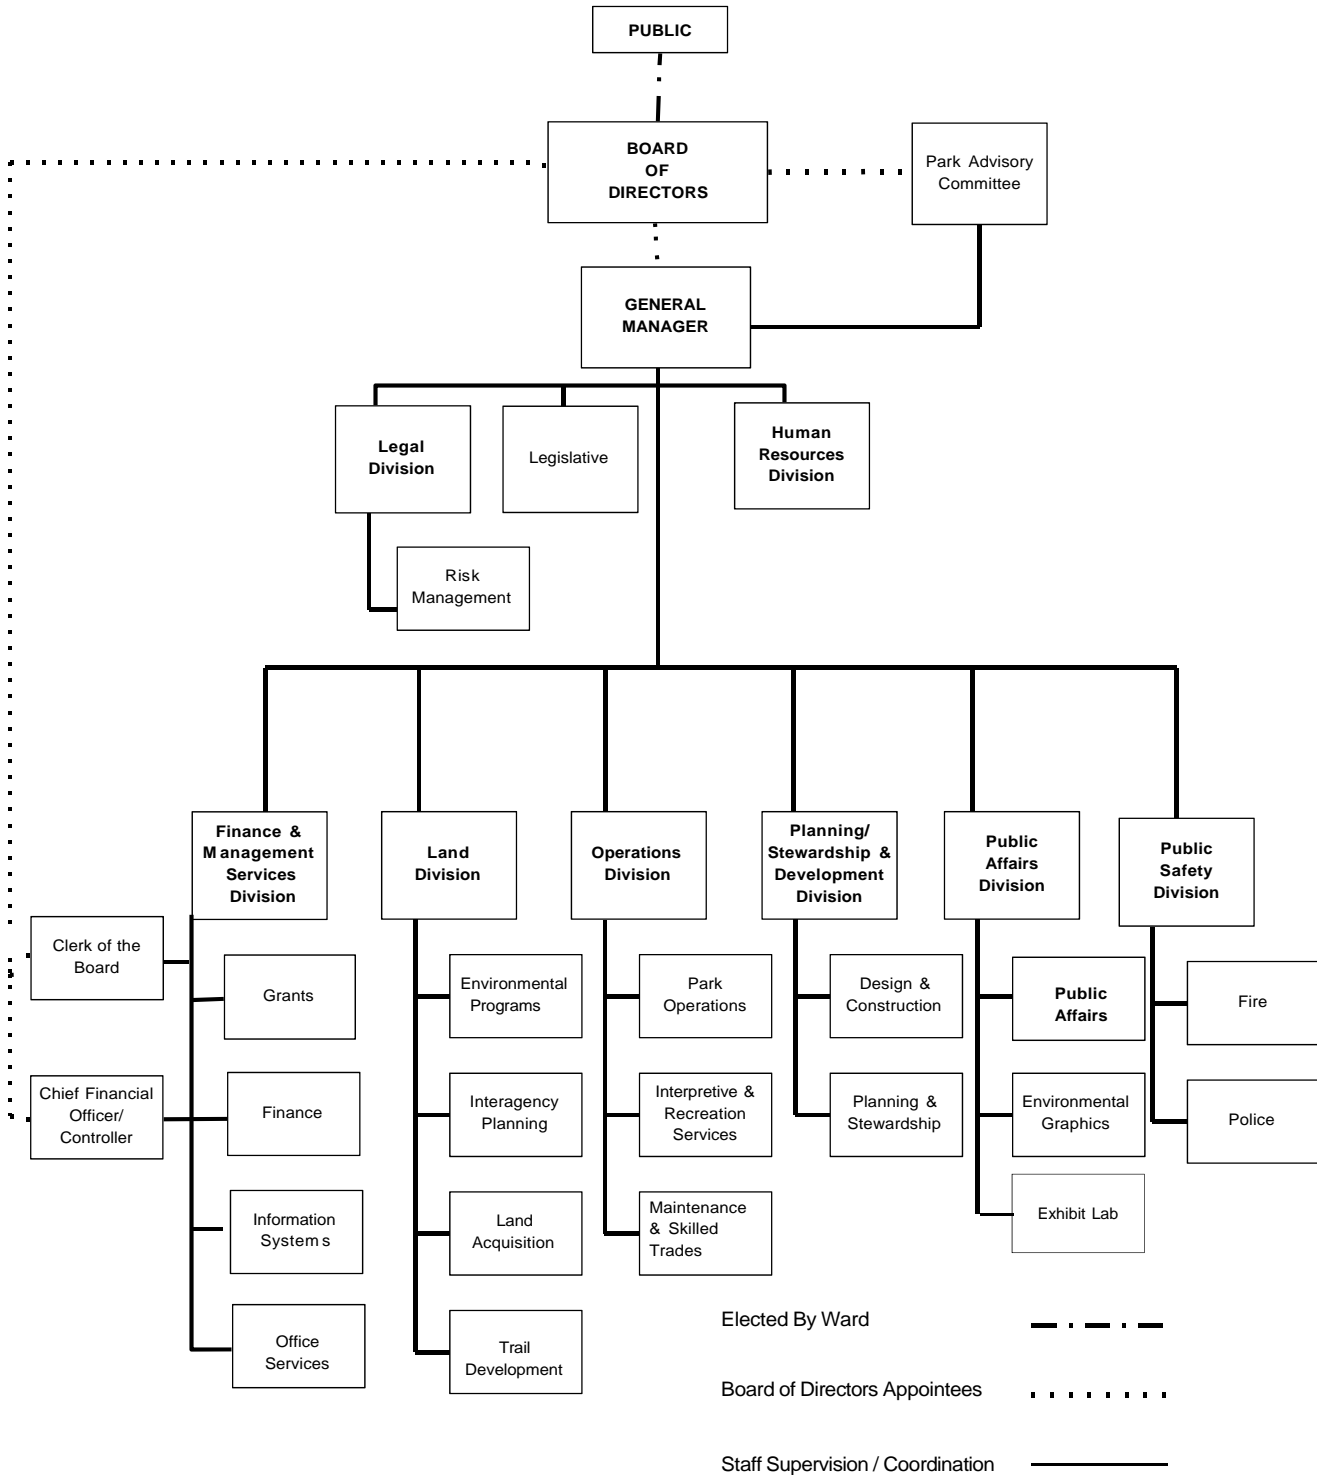 PUBLIC
BOARD
OF
DIRECTORS
Park Advisory
Committee
GENERAL
MANAGER
Legal
Division
Legislative
Human
Resources
Division
Risk
Management
Finance &
Management
Services
Division
Land
Division
Operations
Division
Planning/
Stewardship &
Development
Division
Public
Affairs
Division
Public
Safety
Division
Clerk of the
Board
Grants
Environmental
Programs
Park
Operations
Design &
Construction
Public
Affairs
Fire
Chief Financial
Officer/
Controller
Finance
Interagency
Planning
Interpretive &
Recreation
Services
Planning &
Stewardship
Environmental
Graphics
Police
Information
Systems
Land
Acquisition
Maintenance
& Skilled
Trades
Exhibit Lab
Office
Services
Trail
Development
Elected By Ward
Board of Directors Appointees
Staff Supervision / Coordination